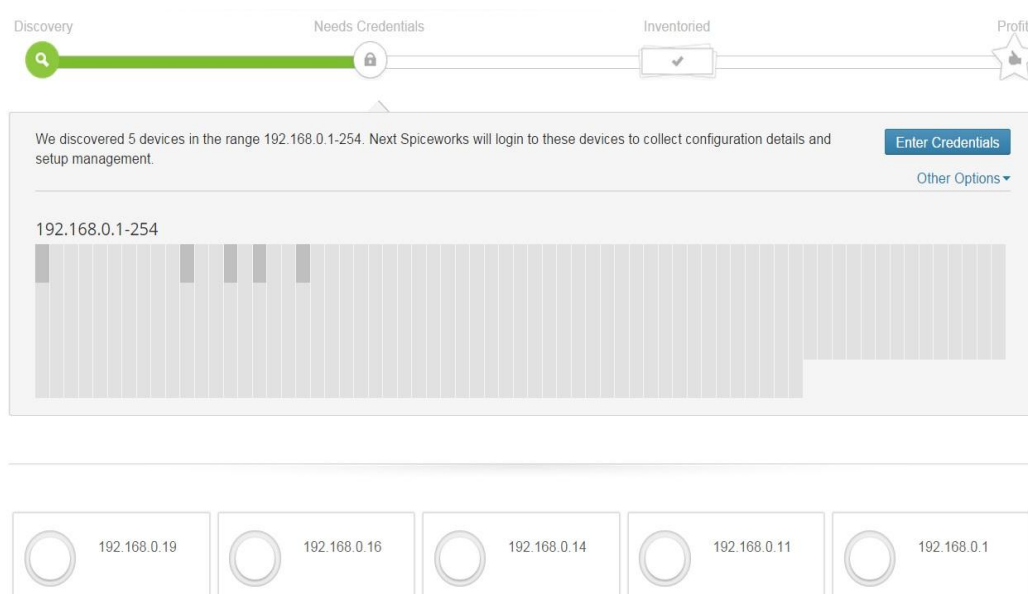 Discovery
Needs Credentials
Inventoried
Profit
We discovered 5 devices in the range 192.168.0.1-254. Next Spiceworks will login to these devices to collect configuration details and
setup management.
Enter Credentials
Other Options
192.168.0.1-254
192.168.0.19
192.168.0.16
192.168.0.14
192.168.0.11
192.168.0.1